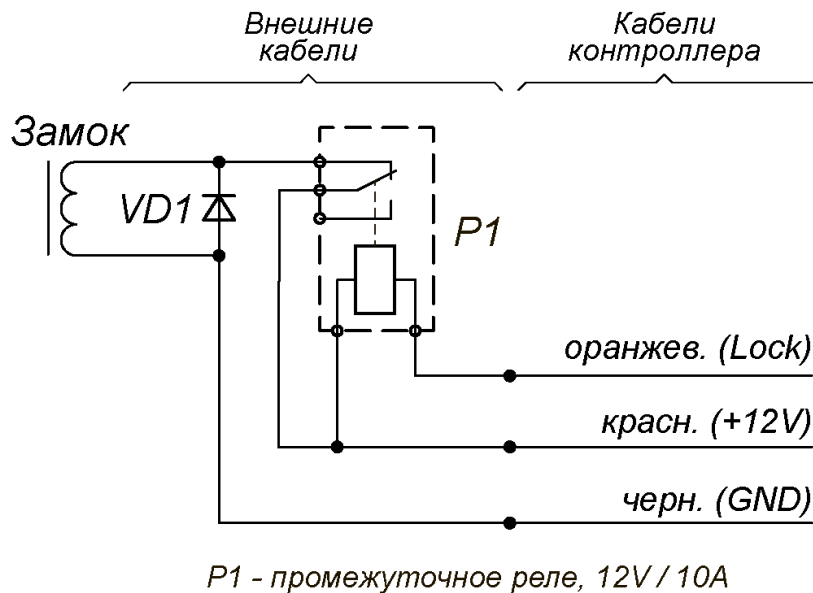 Внешние
кабели
Кабели
контроллера
Замок
VD1
P1
оранжев. (Lock)
красн. (+12V)
черн. (GND)
P1 - промежуточное реле, 12V / 10A